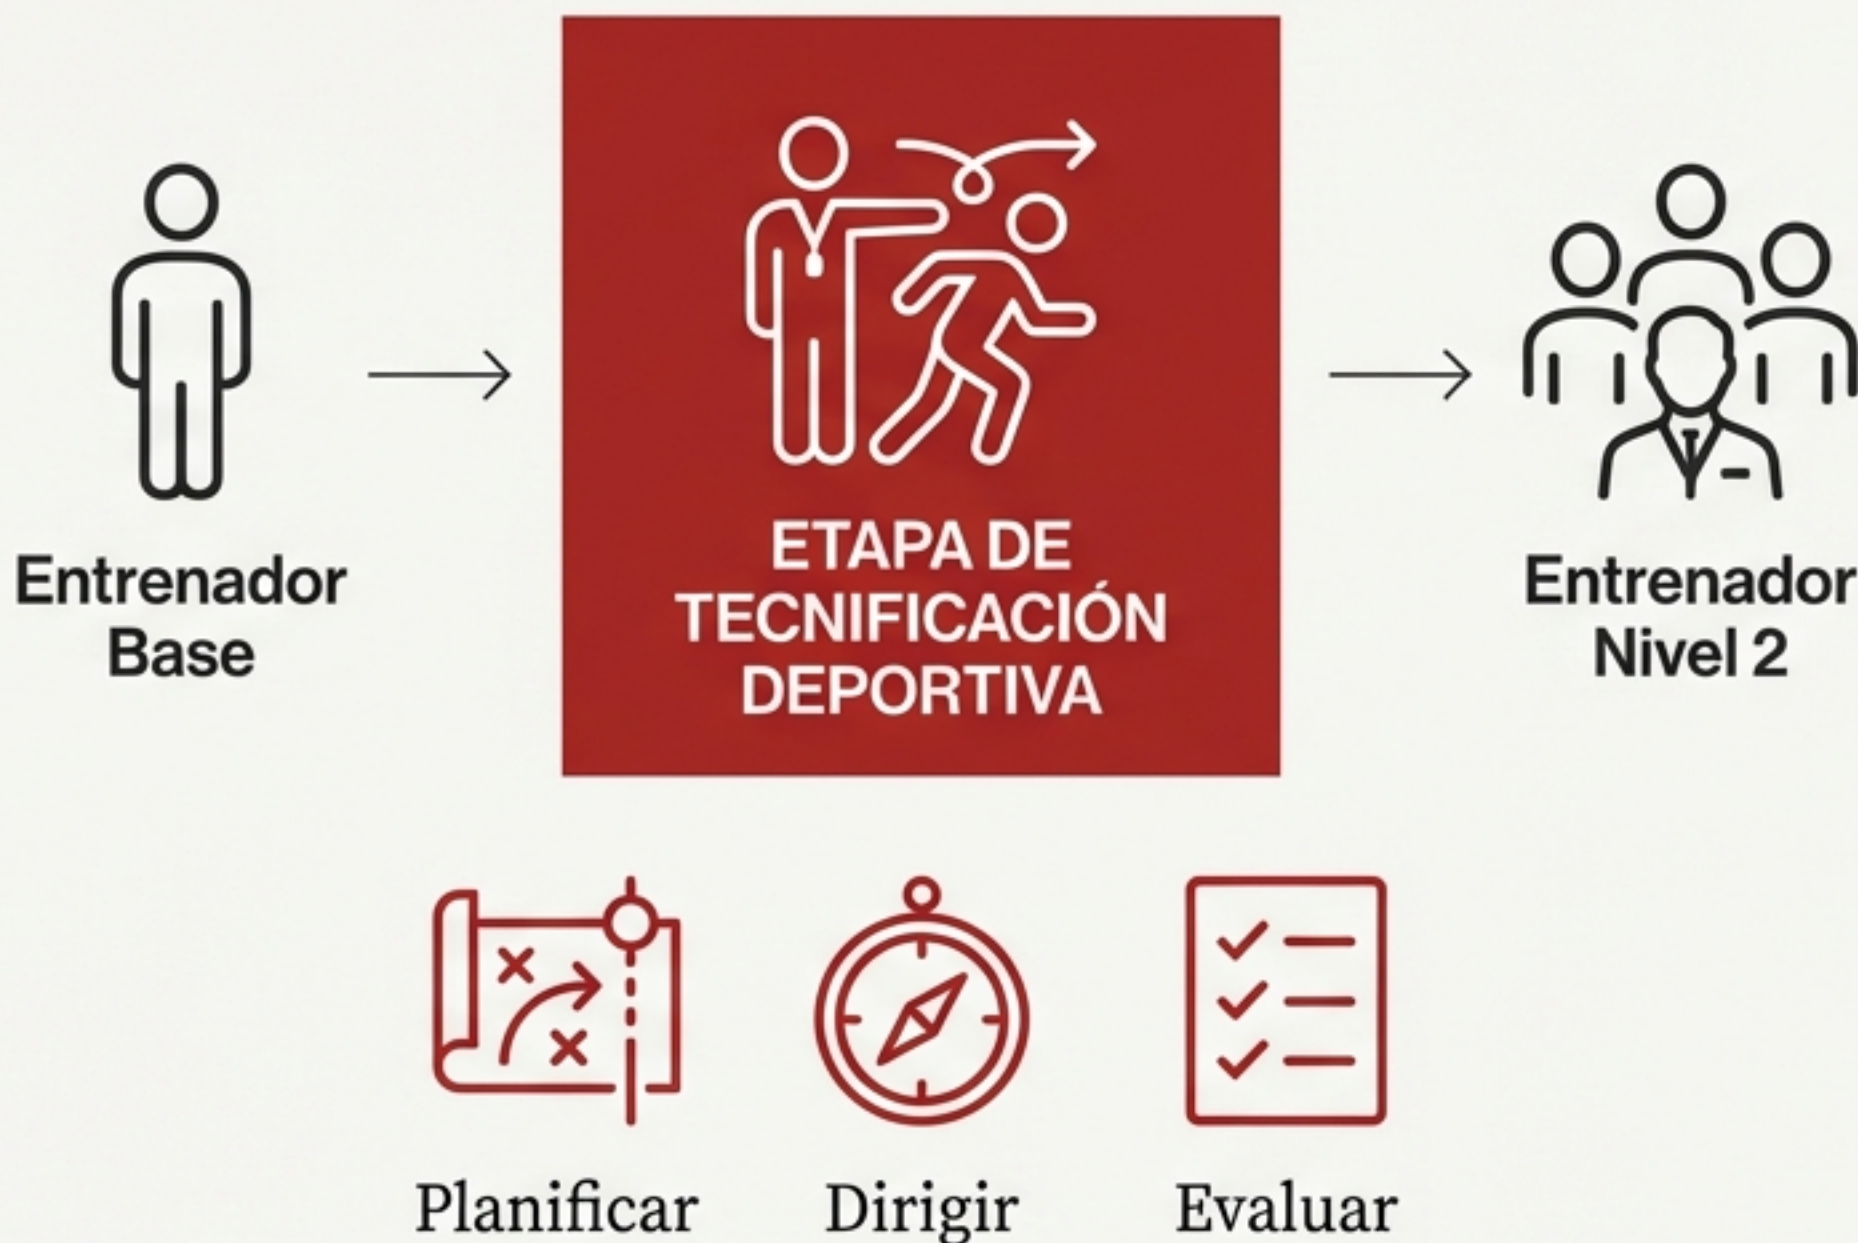 Entrenador
Base
ETAPA DE
TECNIFICACIÓN
DEPORTIVA
Entrenador
Nivel 2
Planificar
Dirigir
Evaluar